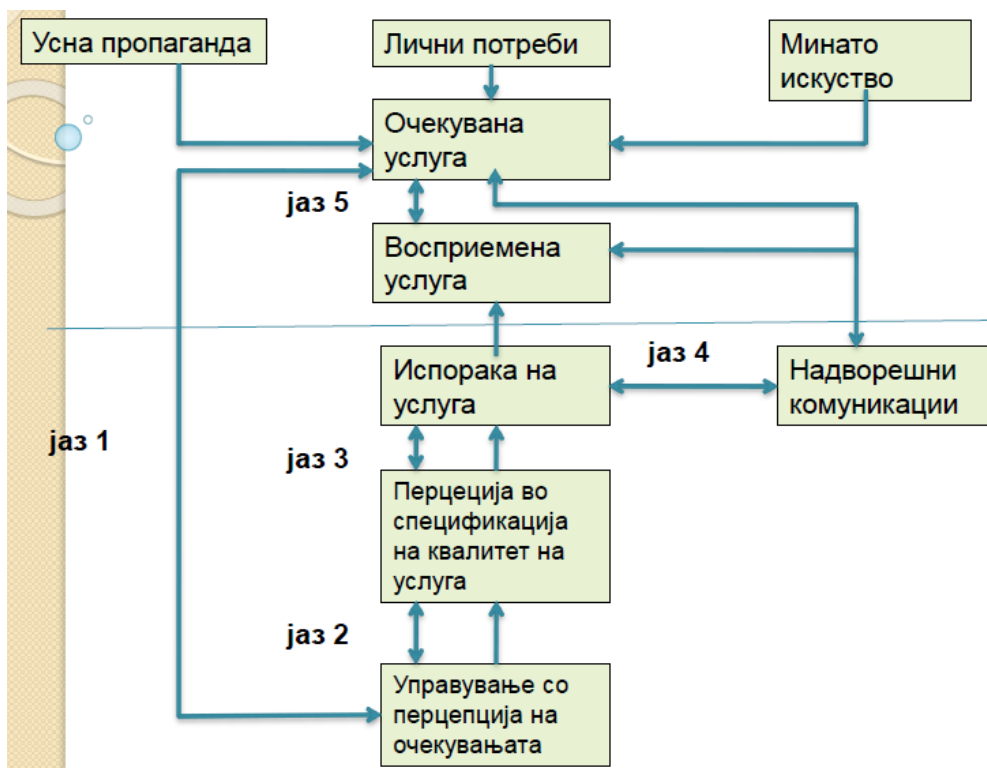 Усна пропаганда
Лични потреби
Минато
искуство
Очекувана
услуга
јаз 5
Восприемена
услуга
јаз 4
Испорака на
услуга
Надворешни
комуникации
јаз 1
јаз 3
Перцеција во
спецификација
на квалитет на
услуга
јаз 2
Управување со
перцепција на
очекувањата